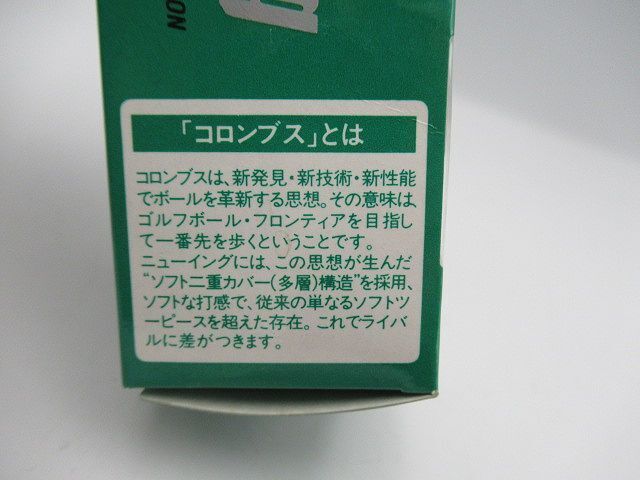 NO
「コロンブス」とは
コロンブスは、新発見・新技術・新性能
でボールを革新する思想。その意味は
ゴルフボール・フロンティアを目指し
て一番先を歩くということです。
ニューイングには、この思想が生んだ
“ソフト二重カバー(多層)構造”を採用、
ソフトな打感で、従来の単なるソフトツ
ーピースを超えた存在。これでライバ
ルに差がつきます。